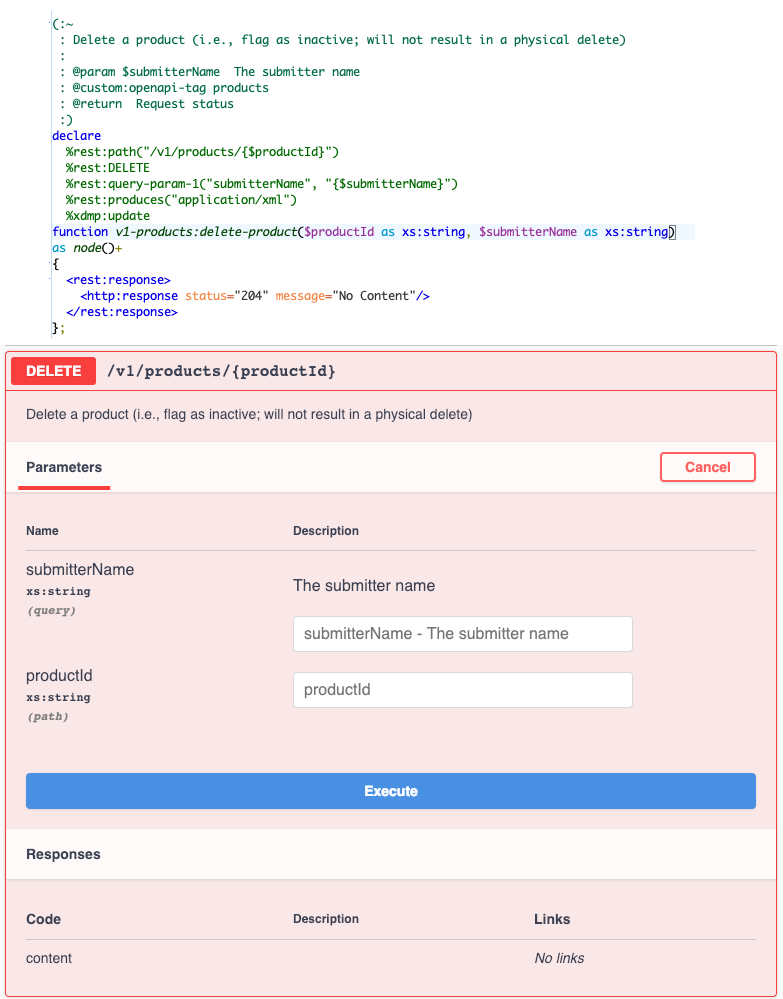 (:~
 : Delete a product (i.e., flag as inactive; will not result in a physical delete)
 :
 : @param $submitterName  The submitter name
 : @custom:openapi-tag products
 : @return  Request status
 :)
declare
  %rest:path("/v1/products/{$productId}")
  %rest:DELETE
  %rest:query-param-1("submitterName", "{$submitterName}")
  %rest:produces("application/xml")
  %xdmp:update
function v1-products:delete-product($productId as xs:string, $submitterName as xs:string)
as node()+
{
  <rest:response>
    <http:response status="204" message="No Content"/>
  </rest:response>
};
DELETE /v1/products/{productId}
Delete a product (i.e., flag as inactive; will not result in a physical delete)
Parameters Cancel
Name Description
submitterName
xs:string
(query)
The submitter name
submitterName - The submitter name
productId
xs:string
(path)
productId
Execute
Responses
Code Description Links
content No links